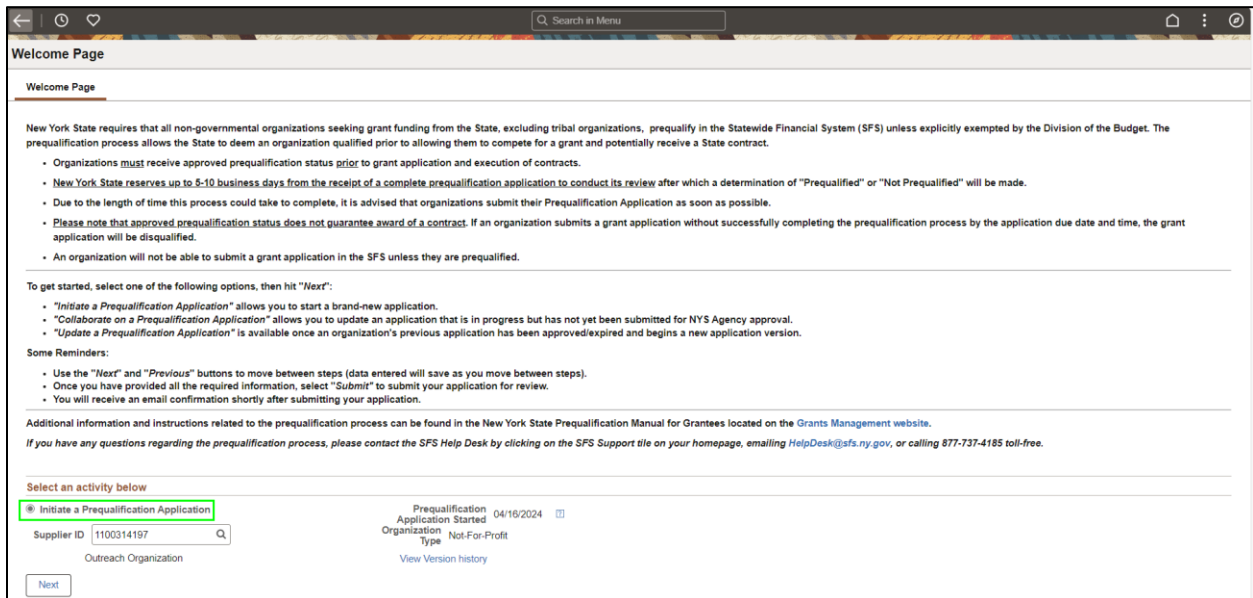 Search in Menu
Welcome Page
Welcome Page
New York State requires that all non-governmental organizations seeking grant funding from the State, excluding tribal organizations, prequalify in the Statewide Financial System (SFS) unless explicitly exempted by the Division of the Budget. The
prequalification process allows the State to deem an organization qualified prior to allowing them to compete for a grant and potentially receive a State contract.
• Organizations must receive approved prequalification status prior to grant application and execution of contracts.
• New York State reserves up to 5-10 business days from the receipt of a complete prequalification application to conduct its review after which a determination of "Prequalified" or "Not Prequalified" will be made.
• Due to the length of time this process could take to complete, it is advised that organizations submit their Prequalification Application as soon as possible.
• Please note that approved prequalification status does not guarantee award of a contract. If an organization submits a grant application without successfully completing the prequalification process by the application due date and time, the grant
application will be disqualified.
• An organization will not be able to submit a grant application in the SFS unless they are prequalified.
To get started, select one of the following options, then hit "Next":
• "Initiate a Prequalification Application" allows you to start a brand-new application.
• "Collaborate on a Prequalification Application" allows you to update an application that is in progress but has not yet been submitted for NYS Agency approval.
• "Update a Prequalification Application" is available once an organization's previous application has been approved/expired and begins a new application version.
Some Reminders:
• Use the "Next" and "Previous" buttons to move between steps (data entered will save as you move between steps).
• Once you have provided all the required information, select "Submit" to submit your application for review.
• You will receive an email confirmation shortly after submitting your application.
Additional information and instructions related to the prequalification process can be found in the New York State Prequalification Manual for Grantees located on the Grants Management website.
If you have any questions regarding the prequalification process, please contact the SFS Help Desk by clicking on the SFS Support tile on your homepage, emailing HelpDesk@sfs.ny.gov, or calling 877-737-4185 toll-free.
Select an activity below
Initiate a Prequalification Application
Prequalification
Application Started 04/16/2024
Supplier ID 1100314197
Organization
Type Not-For-Profit
Outreach Organization
View Version history
Next